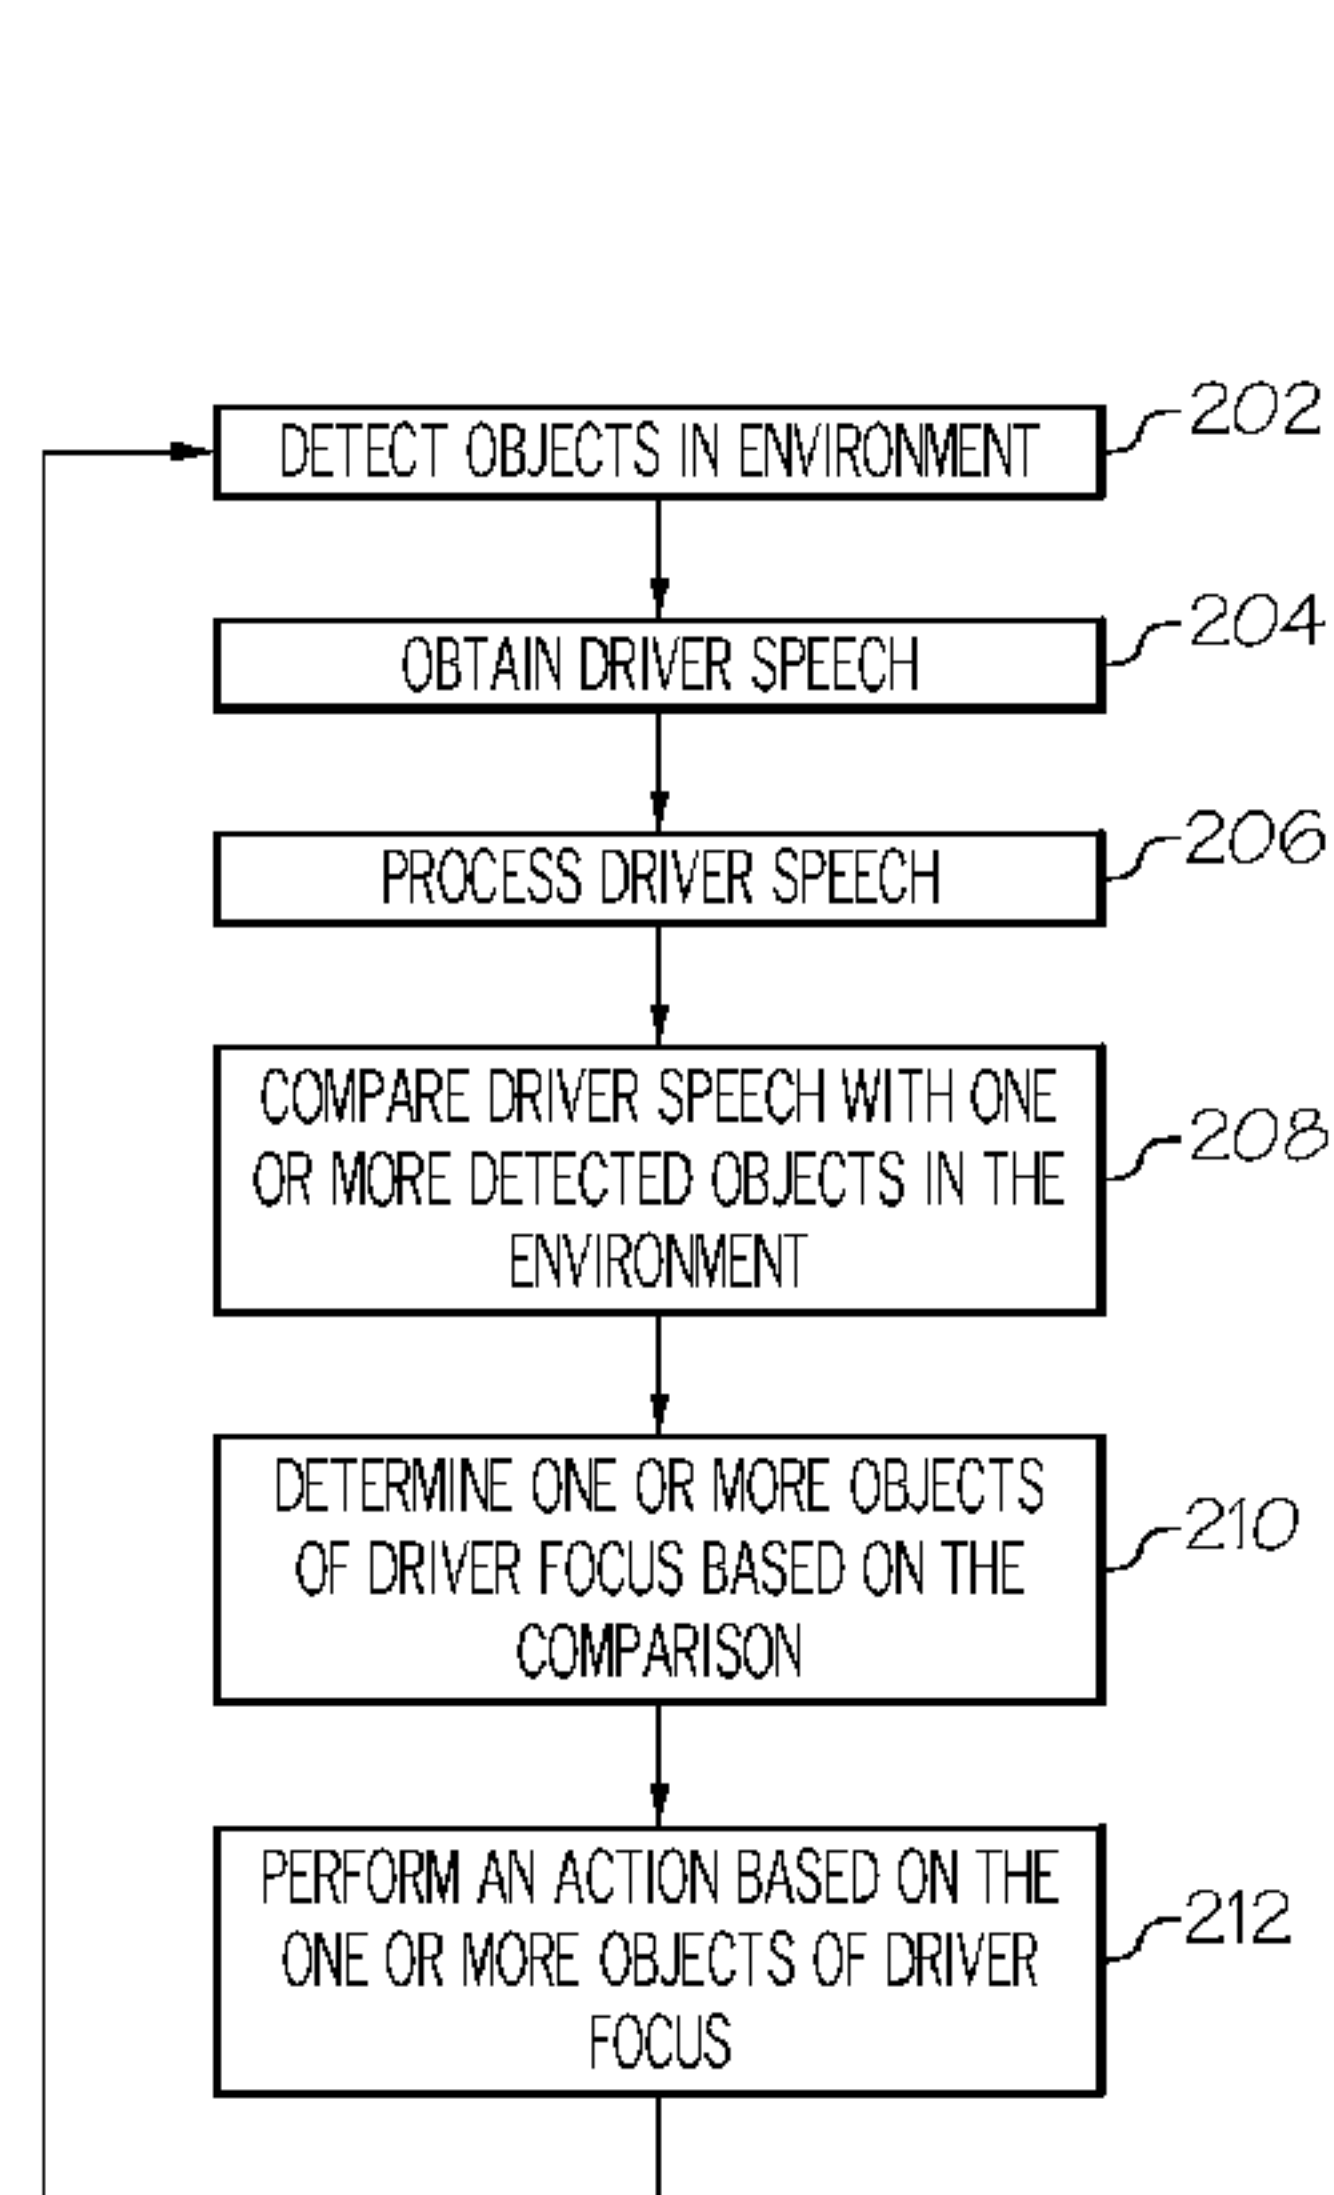 DETECT OBJECTS IN ENVIRONMENT
202
OBTAIN DRIVER SPEECH
204
PROCESS DRIVER SPEECH
206
COMPARE DRIVER SPEECH WITH ONE
OR MORE DETECTED OBJECTS IN THE
ENVIRONMENT
208
DETERMINE ONE OR MORE OBJECTS
OF DRIVER FOCUS BASED ON THE
COMPARISON
210
PERFORM AN ACTION BASED ON THE
ONE OR MORE OBJECTS OF DRIVER
FOCUS
212